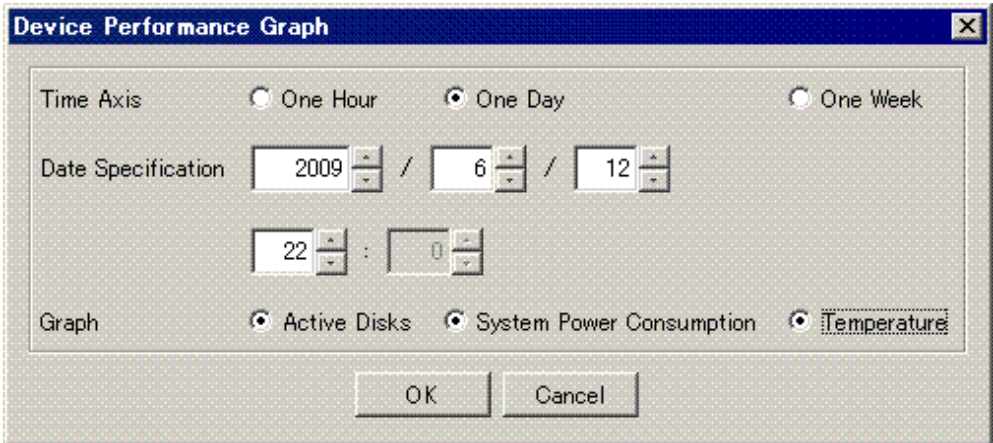 Device Performance Graph
Time Axis One Hour One Day One Week
Date Specification 2009 / 6 / 12
22 : 0
Graph Active Disks System Power Consumption Temperature
OK Cancel